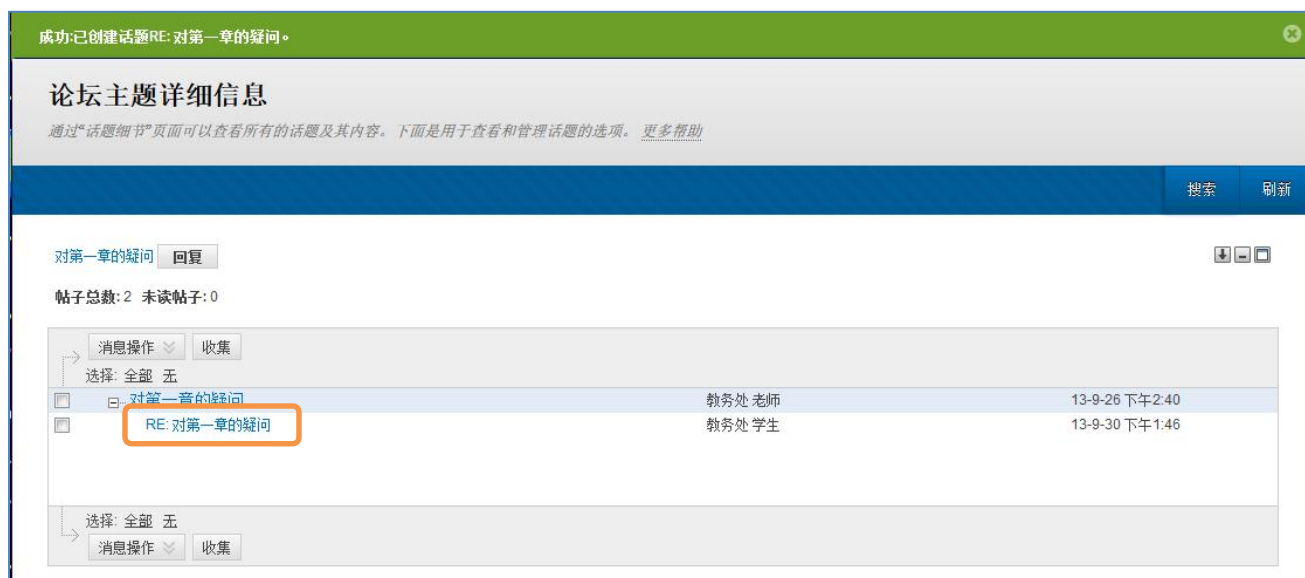 成功:已创建话题RE: 对第一章的疑问。
论坛主题详细信息
通过“话题细节”页面可以查看所有的话题及其内容。下面是用于查看和管理话题的选项。 更多帮助
搜索 刷新
对第一章的疑问 回复
帖子总数: 2 未读帖子: 0
消息操作 收集
选择: 全部 无
对第一章的疑问 教务处 老师 13-9-26 下午2:40
RE: 对第一章的疑问 教务处 学生 13-9-30 下午1:46
选择: 全部 无
消息操作 收集